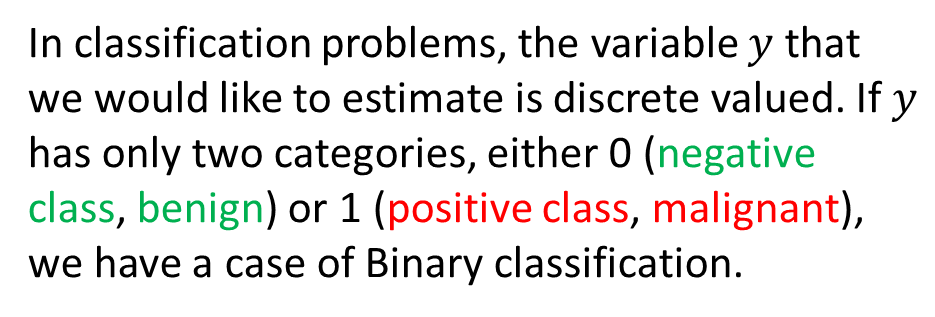 In classification problems, the variable y that
we would like to estimate is discrete valued. If y
has only two categories, either 0 (negative
class, benign) or 1 (positive class, malignant),
we have a case of Binary classification.